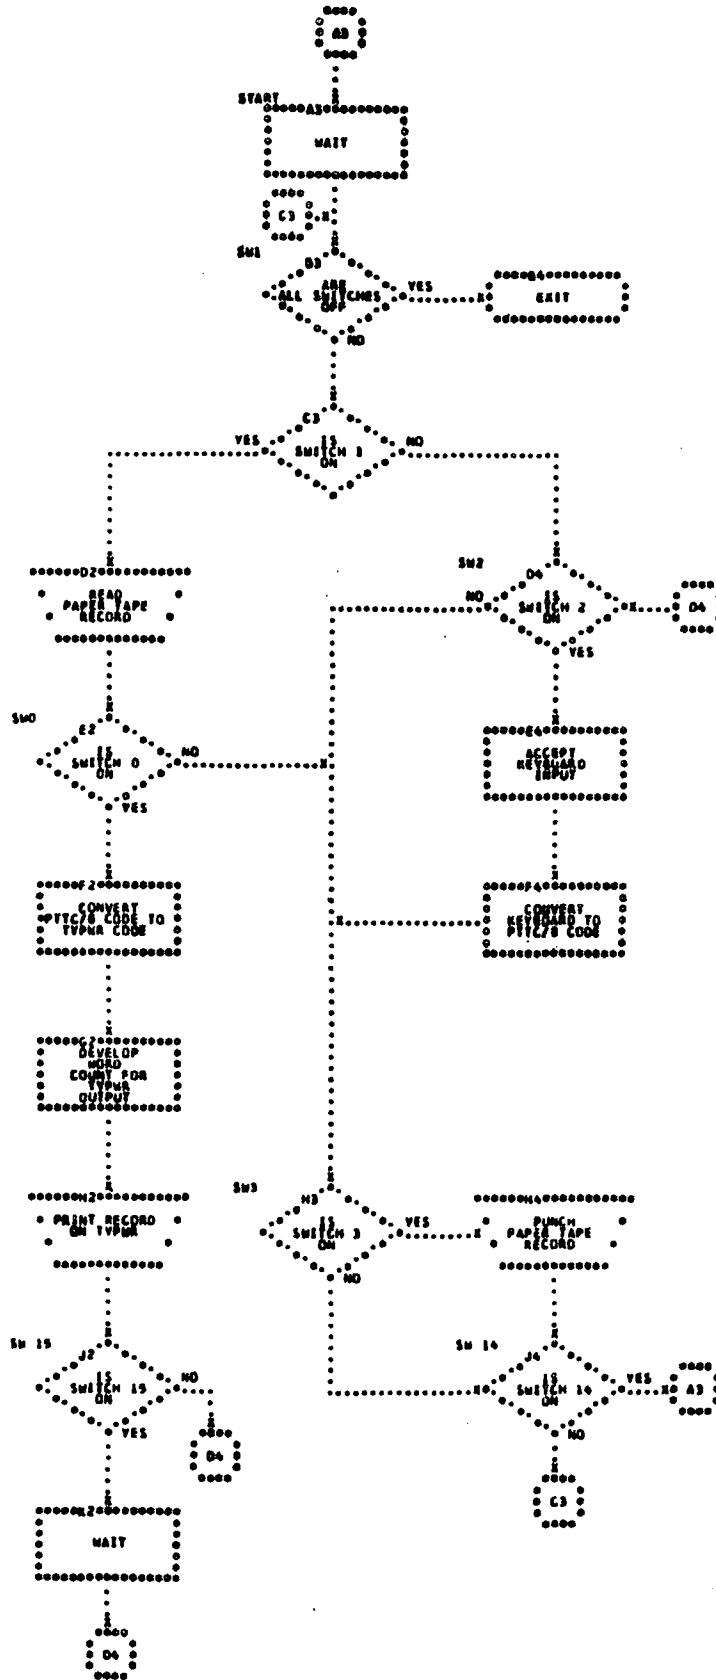 A3
START
A3
WAIT
C3
SW1
B3
ARE
ALL SWITCHES
OFF
YES
B4
EXIT
NO
C3
IS
SWITCH 1
ON
YES
NO
D2
READ
PAPER TAPE
RECORD
SW2
D4
IS
SWITCH 2
ON
NO
YES
D4
SW0
E2
IS
SWITCH 0
ON
NO
YES
E4
ACCEPT
KEYBOARD
INPUT
F2
CONVERT
PTTC/8 CODE TO
TYPWR CODE
F4
CONVERT
KEYBOARD TO
PTTC/8 CODE
G2
DEVELOP
WORD
COUNT FOR
TYPWR
OUTPUT
H2
PRINT RECORD
ON TYPWR
SW3
H3
IS
SWITCH 3
ON
YES
NO
H4
PUNCH
PAPER TAPE
RECORD
SW 15
J2
IS
SWITCH 15
ON
NO
YES
D4
SW 14
J4
IS
SWITCH 14
ON
YES
A3
NO
C3
K2
WAIT
D4